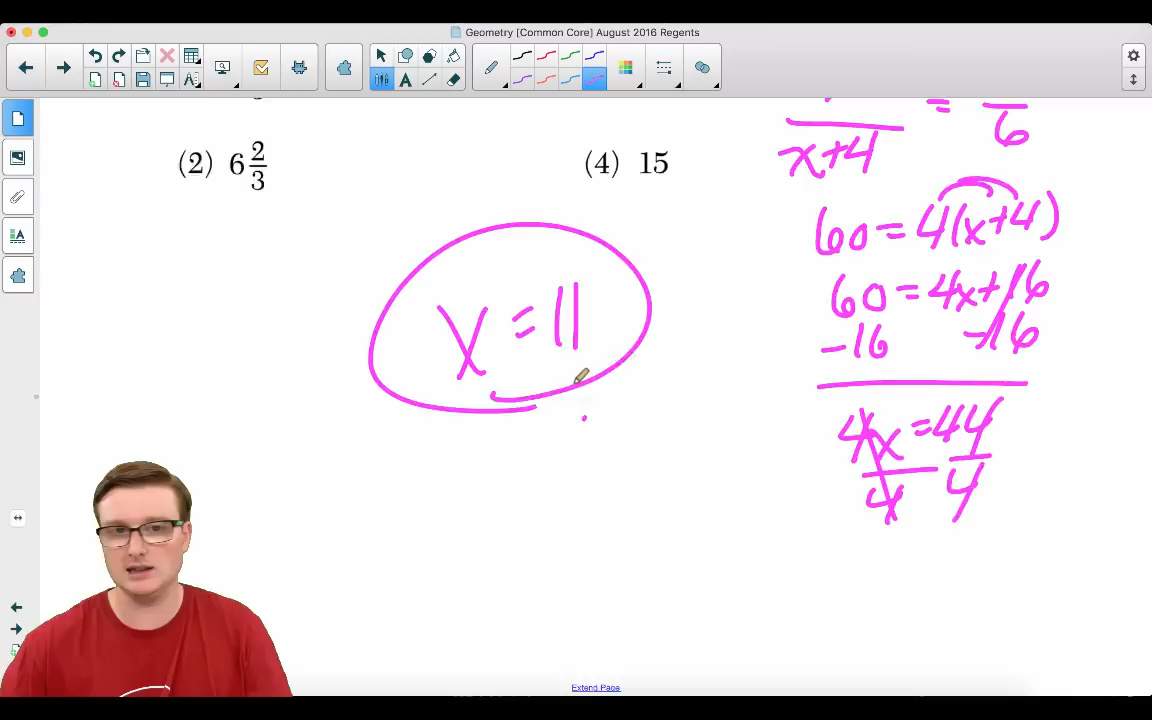 Geometry [Common Core] August 2016 Regents
(2) 6 2/3
(4) 15
=
x+4
6
60=4(x+4)
60=4x+16
-16 -16
4x=44
4 4
x=11
Extend Page